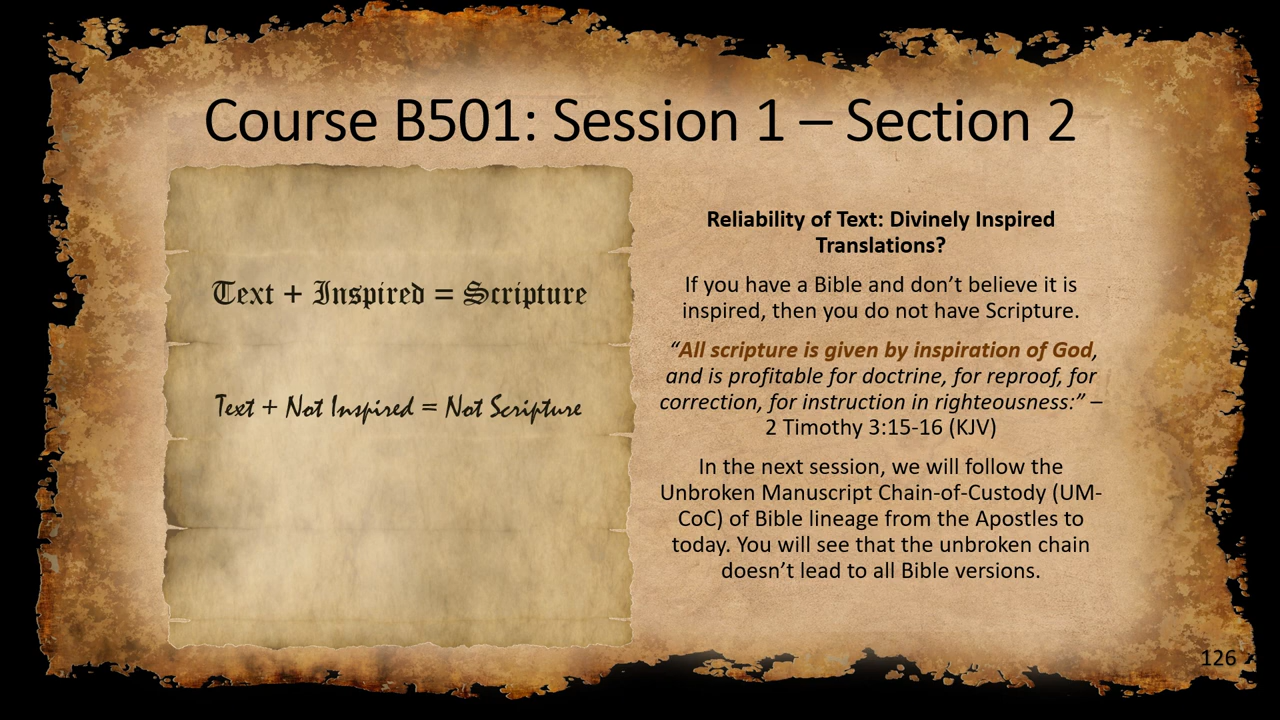 Course B501: Session 1 – Section 2
Text + Inspired = Scripture
Text + Not Inspired = Not Scripture
Reliability of Text: Divinely Inspired
Translations?
If you have a Bible and don’t believe it is
inspired, then you do not have Scripture.
“All scripture is given by inspiration of God,
and is profitable for doctrine, for reproof, for
correction, for instruction in righteousness:” –
2 Timothy 3:15-16 (KJV)
In the next session, we will follow the
Unbroken Manuscript Chain-of-Custody (UM-
CoC) of Bible lineage from the Apostles to
today. You will see that the unbroken chain
doesn’t lead to all Bible versions.
126